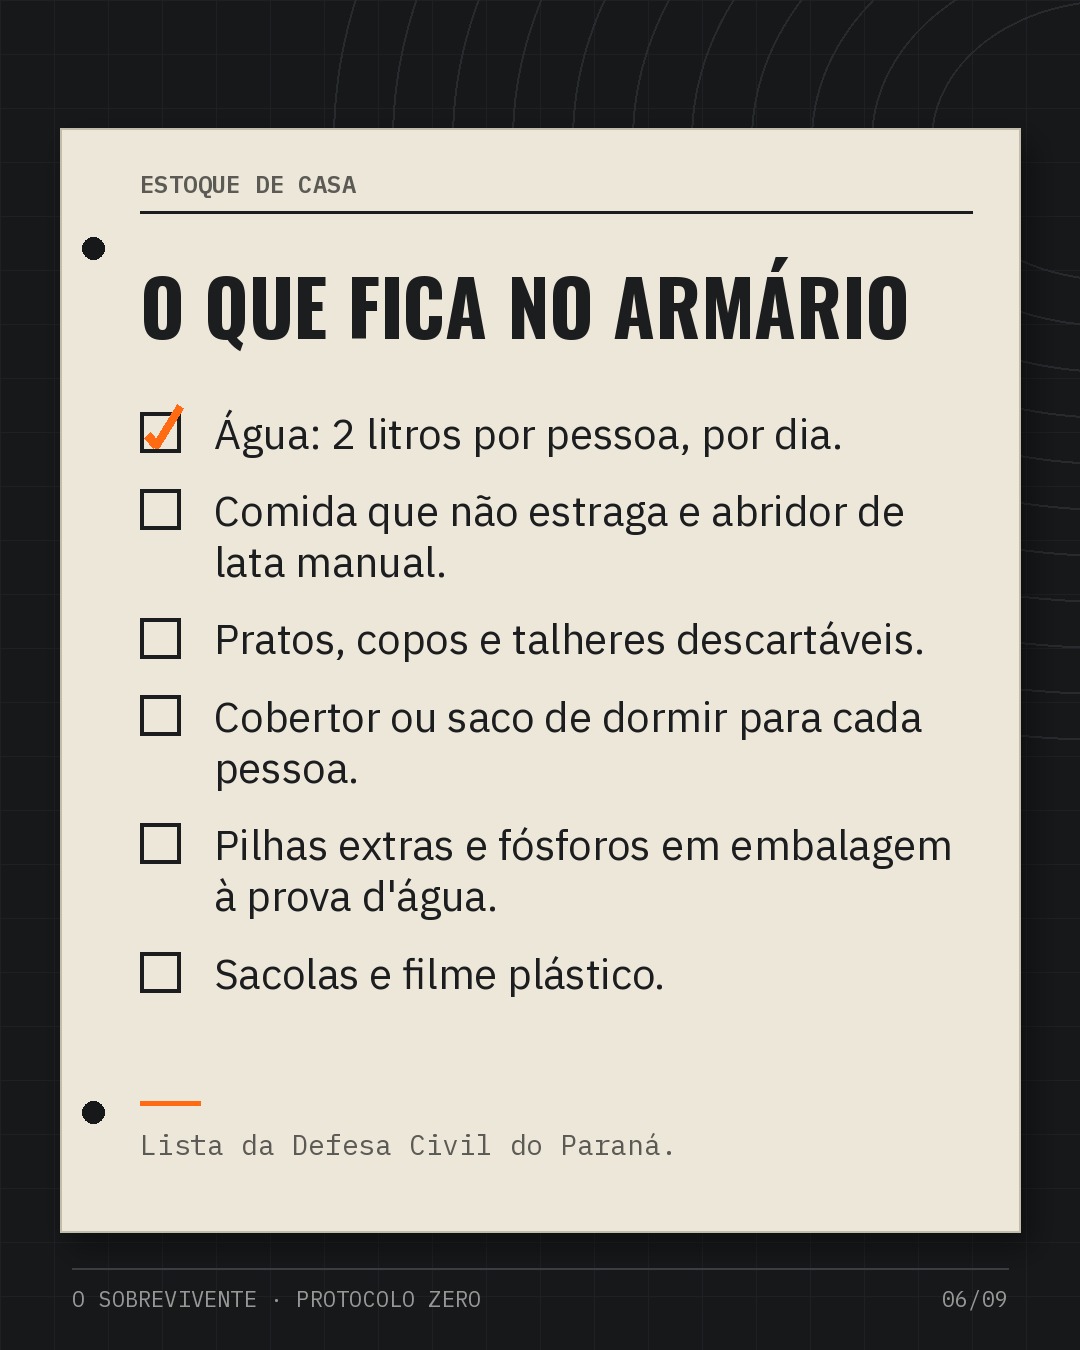 ESTOQUE DE CASA
O QUE FICA NO ARMÁRIO
Água: 2 litros por pessoa, por dia.
Comida que não estraga e abridor de
lata manual.
Pratos, copos e talheres descartáveis.
Cobertor ou saco de dormir para cada
pessoa.
Pilhas extras e fósforos em embalagem
à prova d'água.
Sacolas e filme plástico.
Lista da Defesa Civil do Paraná.
O SOBREVIVENTE · PROTOCOLO ZERO
06/09